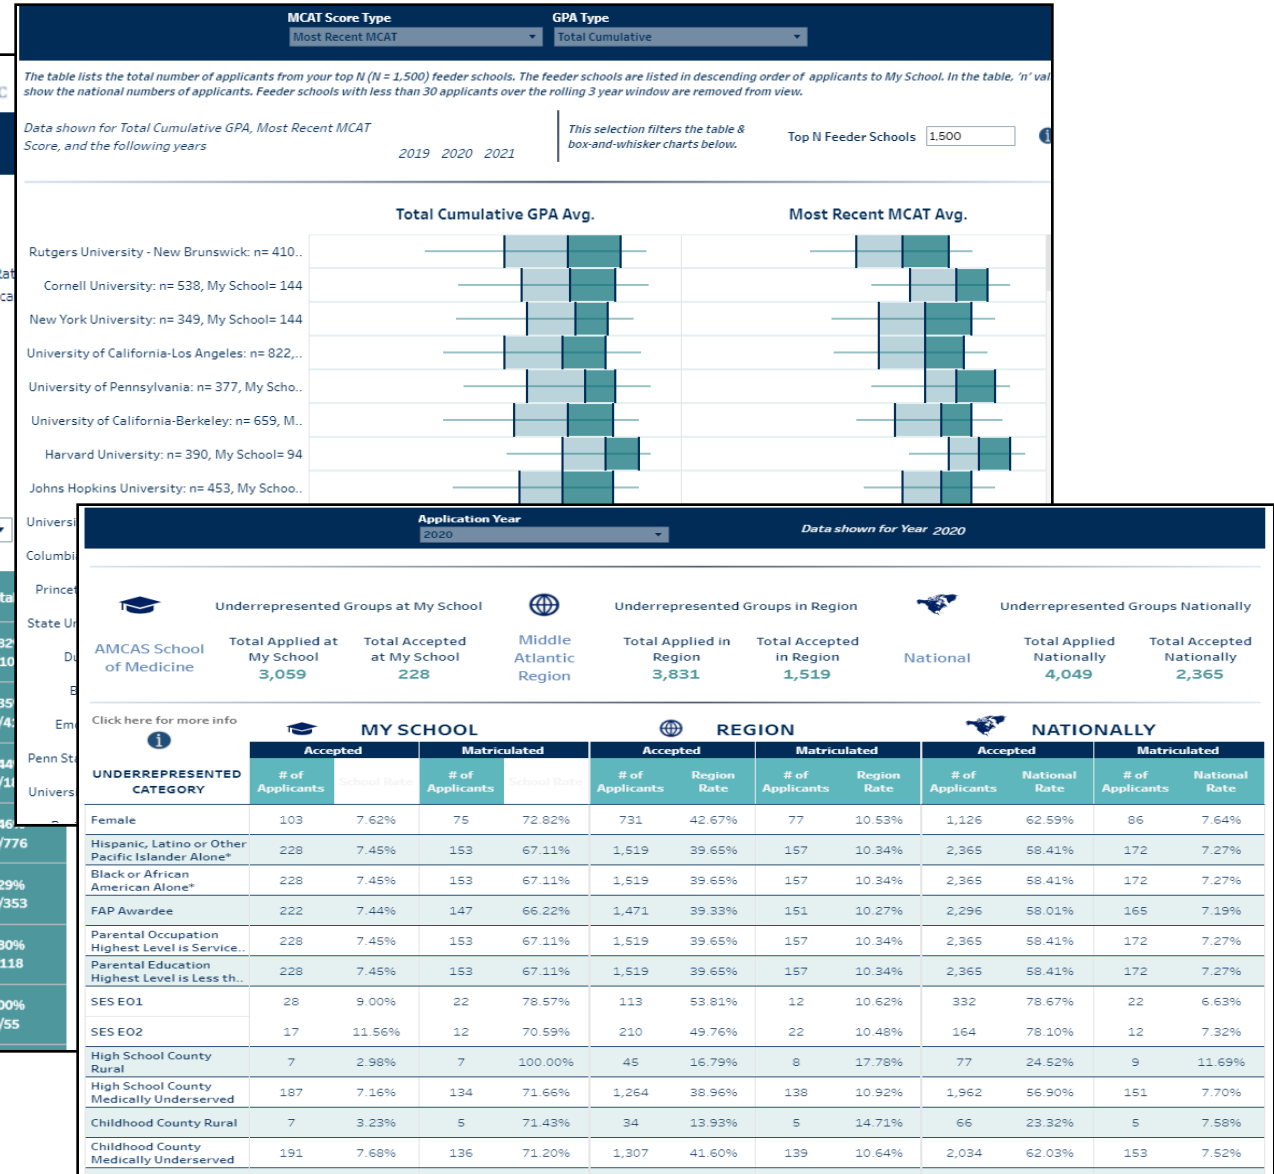 MCAT Score Type
GPA Type
Most Recent MCAT
Total Cumulative
The table lists the total number of applicants from your top N (N = 1,500) feeder schools. The feeder schools are listed in descending order of applicants to My School. In the table, 'n' val
show the national numbers of applicants. Feeder schools with less than 30 applicants over the rolling 3 year window are removed from view.
Data shown for Total Cumulative GPA, Most Recent MCAT
Score, and the following years
2019 2020 2021
This selection filters the table &
box-and-whisker charts below.
Top N Feeder Schools 1,500
Total Cumulative GPA Avg.
Most Recent MCAT Avg.
Rutgers University - New Brunswick: n= 410..
Cornell University: n= 538, My School= 144
New York University: n= 349, My School= 144
University of California-Los Angeles: n= 822,..
University of Pennsylvania: n= 377, My Scho..
University of California-Berkeley: n= 659, M..
Harvard University: n= 390, My School= 94
Johns Hopkins University: n= 453, My Schoo..
Universi
Columbi
Princet
State Un
Du
Em
Penn Sta
Univers
/776
29%
/353
30%
118
00%
/55
Application Year
2020
Data shown for Year 2020
Underrepresented Groups at My School
Underrepresented Groups in Region
Underrepresented Groups Nationally
AMCAS School
of Medicine
Total Applied at
My School
3,059
Total Accepted
at My School
228
Middle
Atlantic
Region
Total Applied in
Region
3,831
Total Accepted
in Region
1,519
National
Total Applied
Nationally
4,049
Total Accepted
Nationally
2,365
Click here for more info
MY SCHOOL
REGION
NATIONALLY
Accepted Matriculated Accepted Matriculated Accepted Matriculated
UNDERREPRESENTED
CATEGORY
# of
Applicants
School Rate
# of
Applicants
School Rate
# of
Applicants
Region
Rate
# of
Applicants
Region
Rate
# of
Applicants
National
Rate
# of
Applicants
National
Rate
Female 103 7.62% 75 72.82% 731 42.67% 77 10.53% 1,126 62.59% 86 7.64%
Hispanic, Latino or Other
Pacific Islander Alone* 228 7.45% 153 67.11% 1,519 39.65% 157 10.34% 2,365 58.41% 172 7.27%
Black or African
American Alone* 228 7.45% 153 67.11% 1,519 39.65% 157 10.34% 2,365 58.41% 172 7.27%
FAP Awardee 222 7.44% 147 66.22% 1,471 39.33% 151 10.27% 2,296 58.01% 165 7.19%
Parental Occupation
Highest Level is Service.. 228 7.45% 153 67.11% 1,519 39.65% 157 10.34% 2,365 58.41% 172 7.27%
Parental Education
Highest Level is Less th.. 228 7.45% 153 67.11% 1,519 39.65% 157 10.34% 2,365 58.41% 172 7.27%
SES EO1 28 9.00% 22 78.57% 113 53.81% 12 10.62% 332 78.67% 22 6.63%
SES EO2 17 11.56% 12 70.59% 210 49.76% 22 10.48% 164 78.10% 12 7.32%
High School County
Rural 7 2.98% 7 100.00% 45 16.79% 8 17.78% 77 24.52% 9 11.69%
High School County
Medically Underserved 187 7.16% 134 71.66% 1,264 38.96% 138 10.92% 1,962 56.90% 151 7.70%
Childhood County Rural 7 3.23% 5 71.43% 34 13.93% 5 14.71% 66 23.32% 5 7.58%
Childhood County
Medically Underserved 191 7.68% 136 71.20% 1,307 41.60% 139 10.64% 2,034 62.03% 153 7.52%